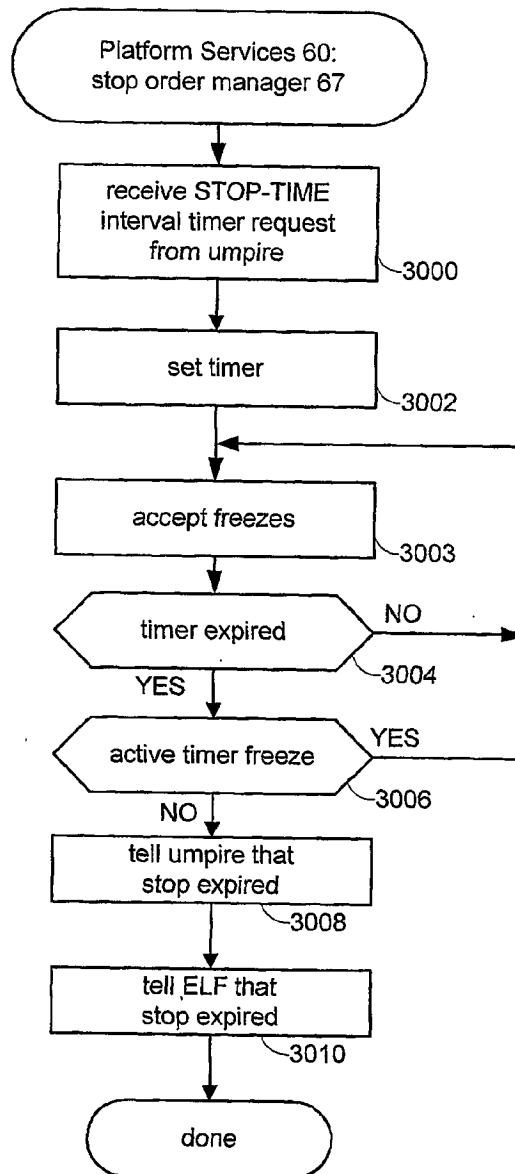 Platform Services 60:
stop order manager 67
receive STOP-TIME
interval timer request
from umpire
3000
set timer
3002
accept freezes
3003
timer expired
NO
3004
YES
active timer freeze
YES
3006
NO
tell umpire that
stop expired
3008
tell ELF that
stop expired
3010
done